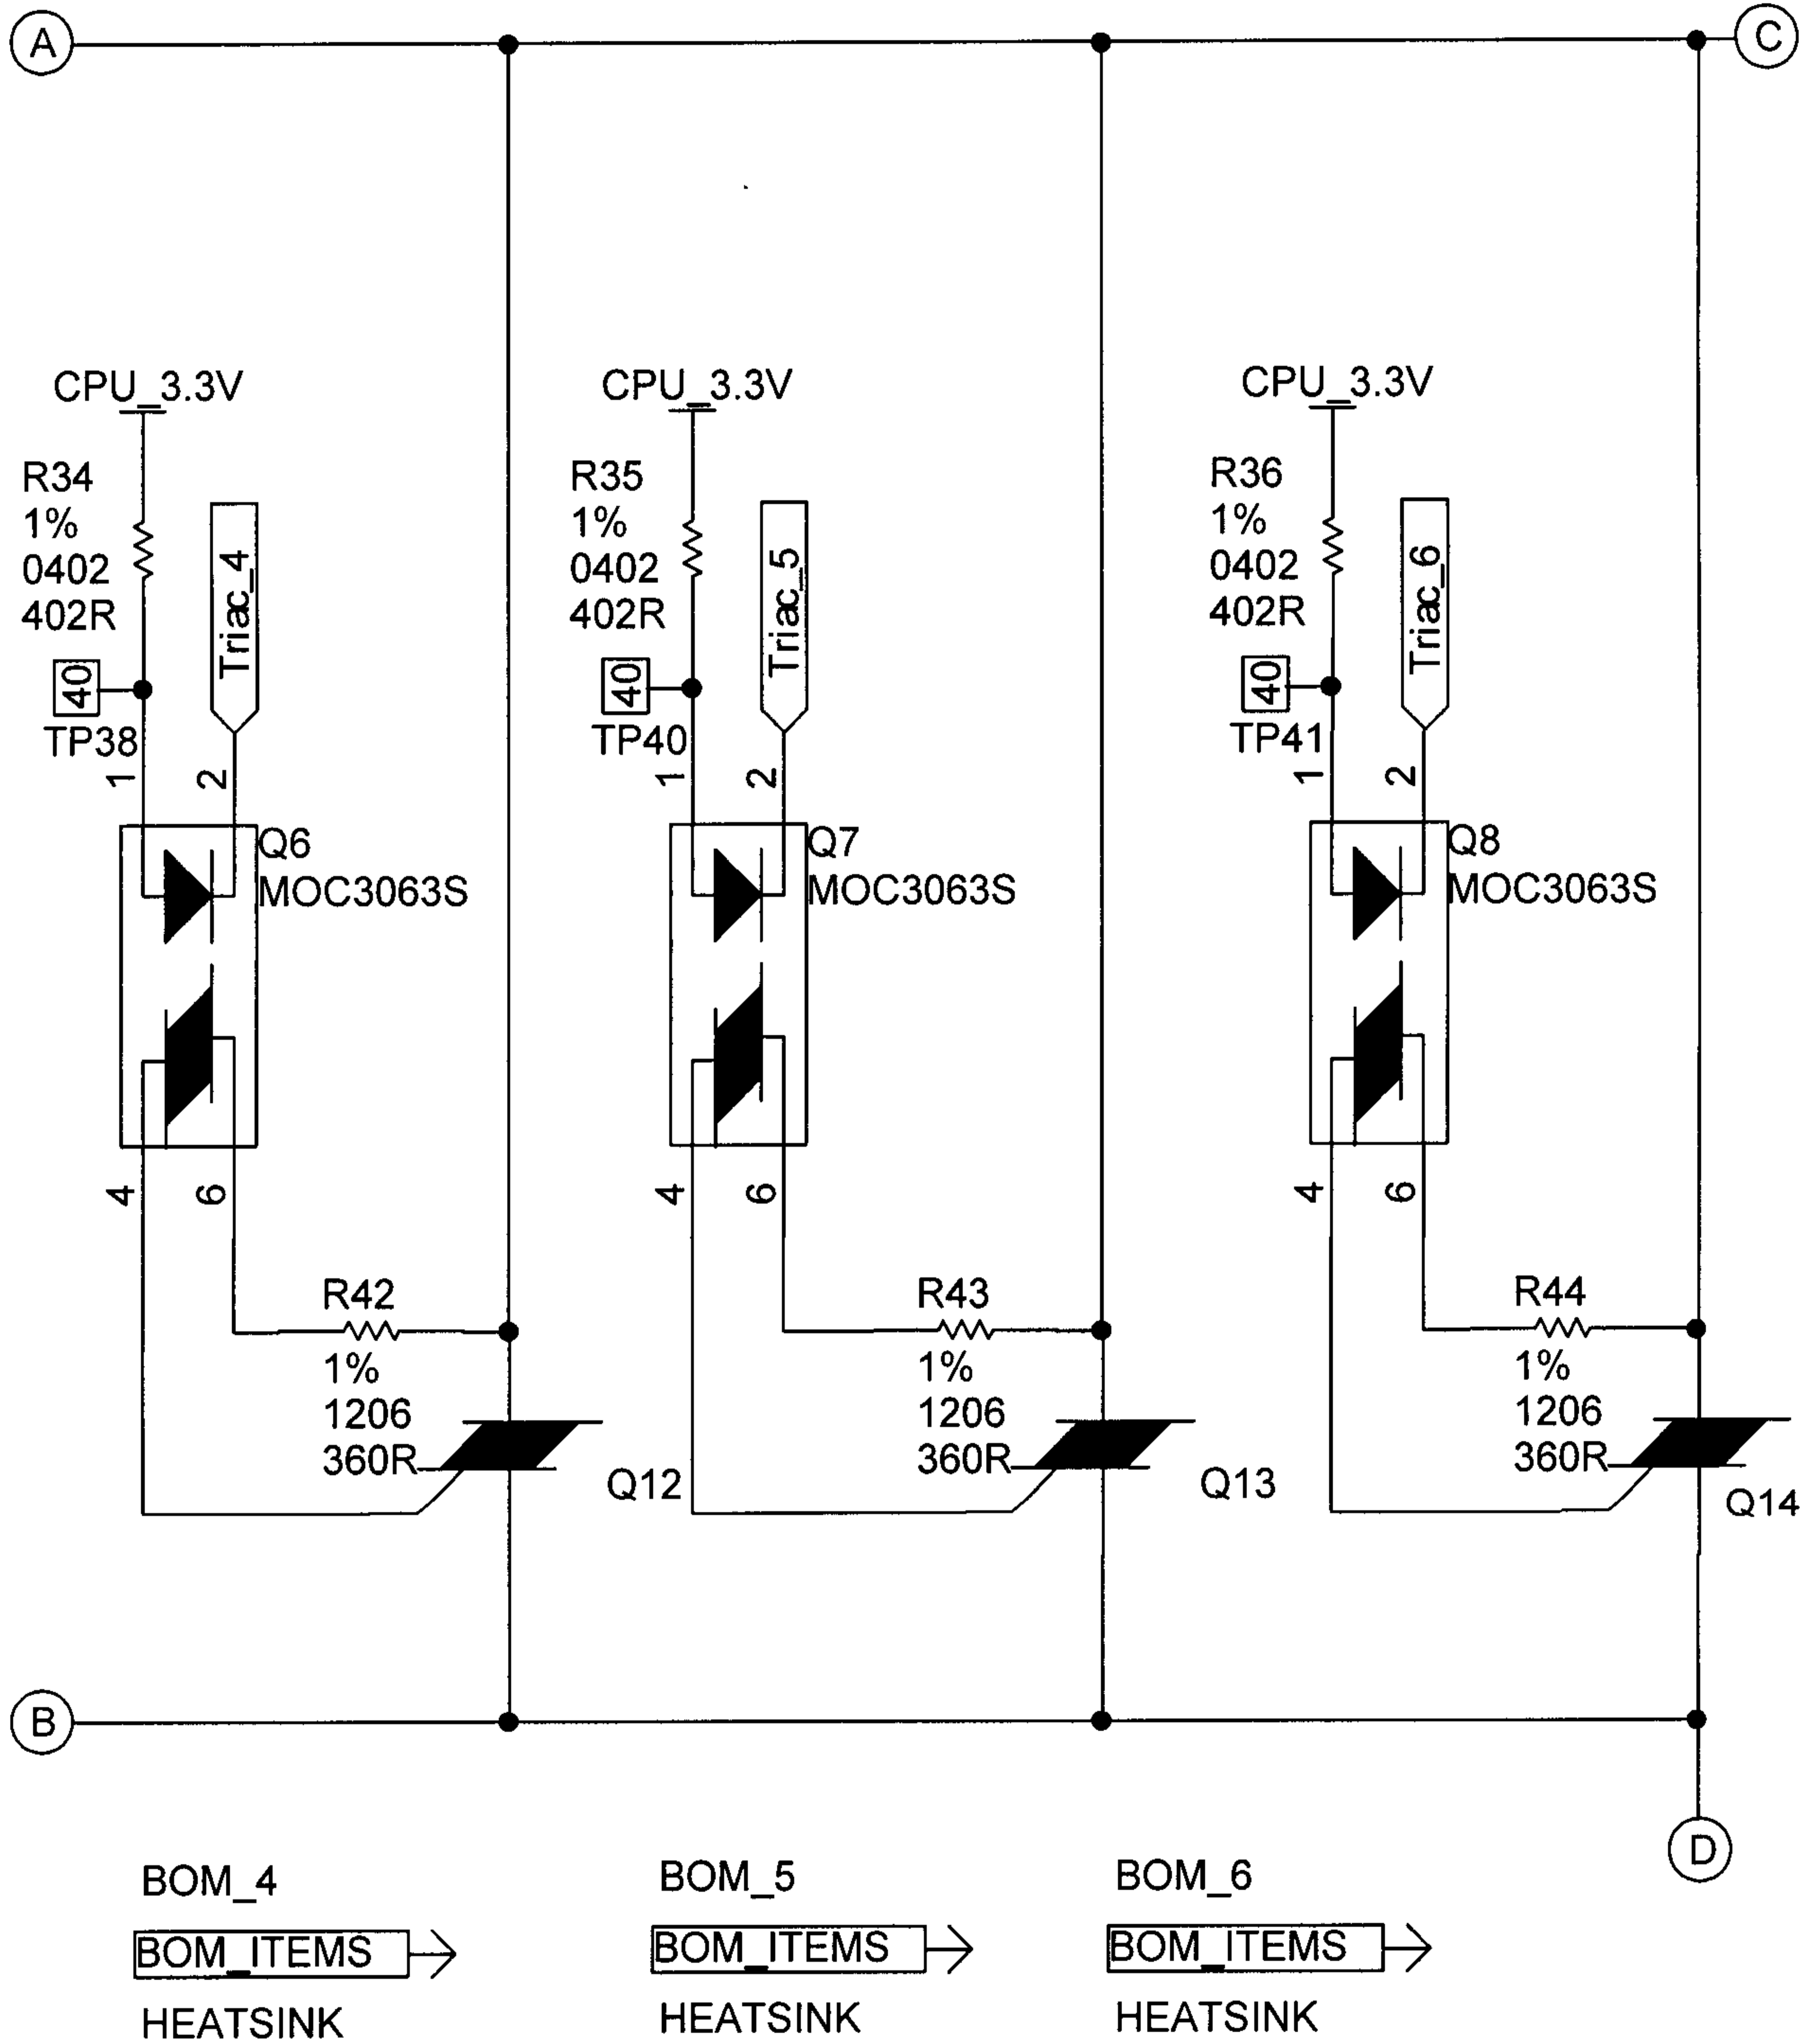 A
C
CPU_3.3V
R34
1%
0402
402R
40
TP38
Triac_4
1
2
Q6
MOC3063S
4
6
R42
1%
1206
360R
Q12
CPU_3.3V
R35
1%
0402
402R
40
TP40
Triac_5
1
2
Q7
MOC3063S
4
6
R43
1%
1206
360R
Q13
CPU_3.3V
R36
1%
0402
402R
40
TP41
Triac_6
1
2
Q8
MOC3063S
4
6
R44
1%
1206
360R
Q14
B
D
BOM_4
BOM_ITEMS
HEATSINK
BOM_5
BOM_ITEMS
HEATSINK
BOM_6
BOM_ITEMS
HEATSINK